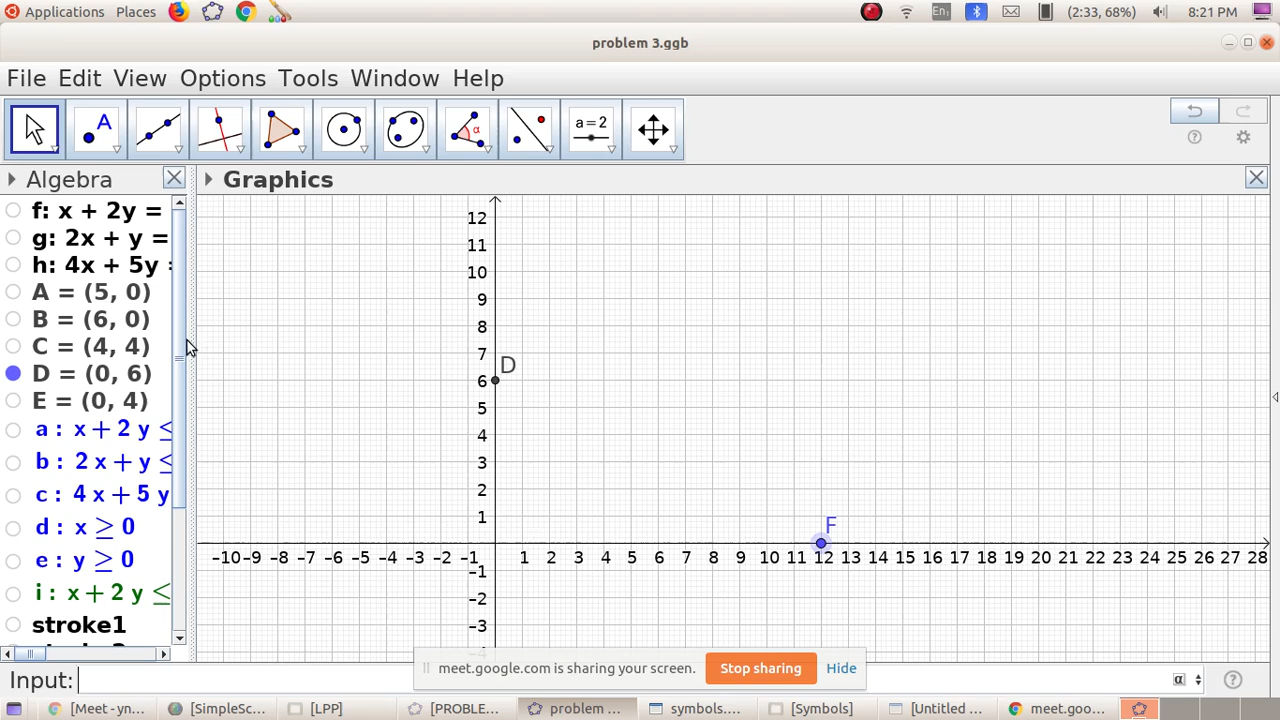 Applications Places En₁ (2:33, 68%) 8:21 PM
problem 3.ggb
File Edit View Options Tools Window Help
A α a=2
Algebra Graphics
f: x + 2y =
g: 2x + y =
h: 4x + 5y =
A = (5, 0)
B = (6, 0)
C = (4, 4)
D = (0, 6)
E = (0, 4)
a : x + 2 y ≤
b : 2 x + y ≤
c : 4 x + 5 y
d : x ≥ 0
e : y ≥ 0
i : x + 2 y ≤
stroke1
12
11
10
9
8
7
D
6
5
4
3
2
1
F
-10 -9 -8 -7 -6 -5 -4 -3 -2 -1 1 2 3 4 5 6 7 8 9 10 11 12 13 14 15 16 17 18 19 20 21 22 23 24 25 26 27 28
-1
-2
-3
meet.google.com is sharing your screen. Stop sharing Hide
Input: α
[Meet - yn... [SimpleSc... [LPP] [PROBLE... problem ... symbols.... [Symbols] [Untitled ... meet.goo...